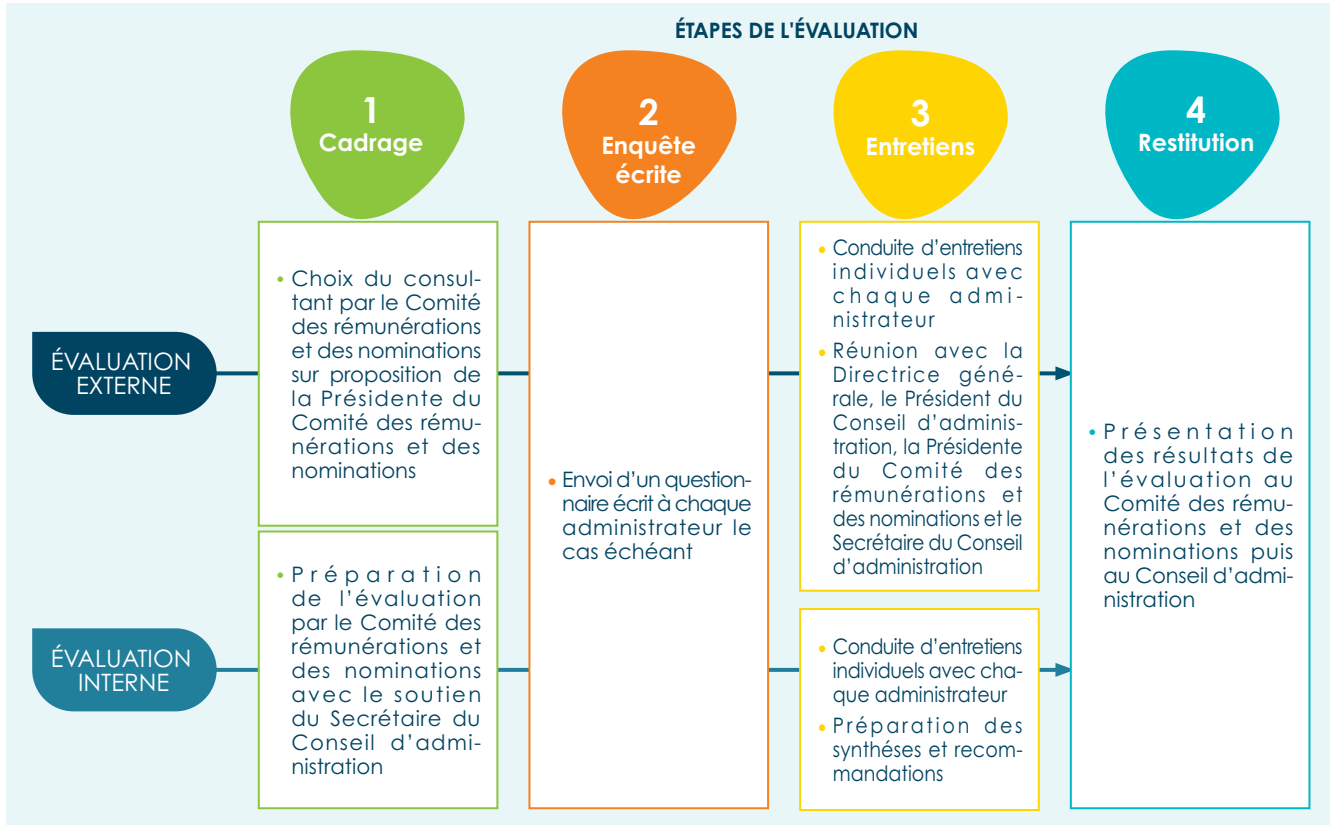 ÉTAPES DE L'ÉVALUATION
1
Cadrage
2
Enquête
écrite
3
Entretiens
4
Restitution
ÉVALUATION
EXTERNE
• Choix du consul-
tant par le Comité
des rémunérations
et des nominations
sur proposition de
la Présidente du
Comité des rému-
nérations et des
nominations
ÉVALUATION
INTERNE
• Préparation
de l’évaluation
par le Comité des
rémunérations et
des nominations
avec le soutien
du Secrétaire du
Conseil d’admi-
nistration
• Envoi d’un question-
naire écrit à chaque
administrateur le
cas échéant
• Conduite d’entretiens
individuels avec
chaque admi-
nistrateur
• Réunion avec la
Directrice géné-
rale, le Président du
Conseil d’adminis-
tration, la Présidente
du Comité des
rémunérations et
des nominations et le
Secrétaire du Conseil
d’administration
• Conduite d’entretiens
individuels avec cha-
que administrateur
• Préparation des
synthéses et recom-
mandations
• Présentation
des résultats de
l’évaluation au
Comité des rému-
nérations et des
nominations puis
au Conseil d’admi-
nistration